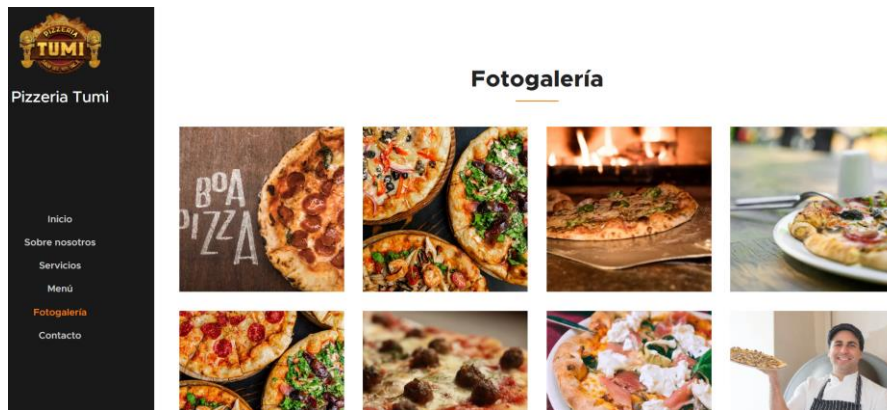 PIZZERIA
TUMI
Pizzeria Tumi
Inicio
Sobre nosotros
Servicios
Menú
Fotogalería
Contacto
Fotogalería
BOA
PIZZA